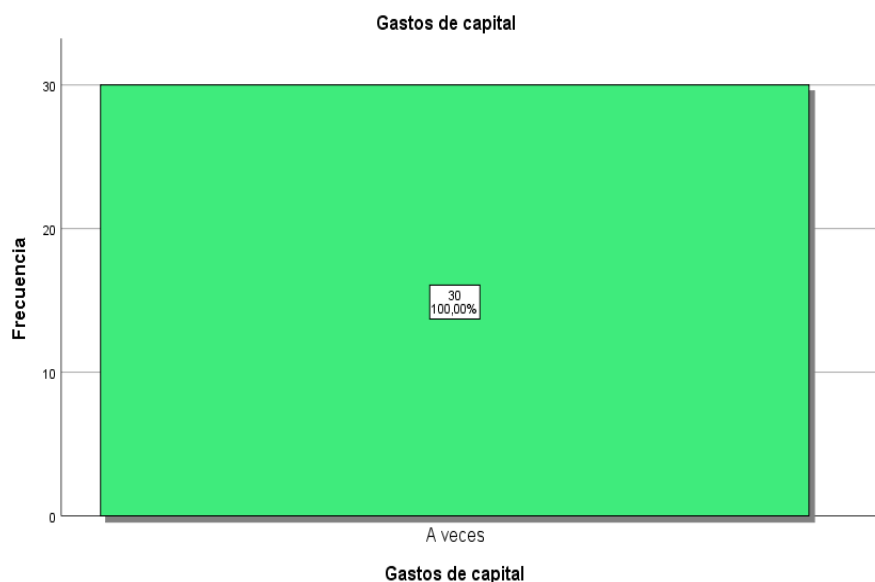 Gastos de capital
Frecuencia
30
20
10
0
30
100,00%
A veces
Gastos de capital